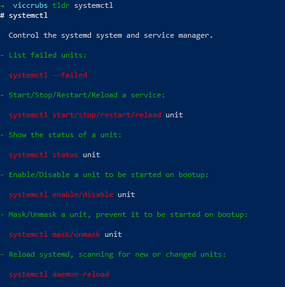 → viccrubs tldr systemctl
# systemctl
Control the systemd system and service manager.
- List failed units:
systemctl --failed
- Start/Stop/Restart/Reload a service:
systemctl start/stop/restart/reload unit
- Show the status of a unit:
systemctl status unit
- Enable/Disable a unit to be started on bootup:
systemctl enable/disable unit
- Mask/Unmask a unit, prevent it to be started on bootup:
systemctl mask/unmask unit
- Reload systemd, scanning for new or changed units:
systemctl daemon-reload